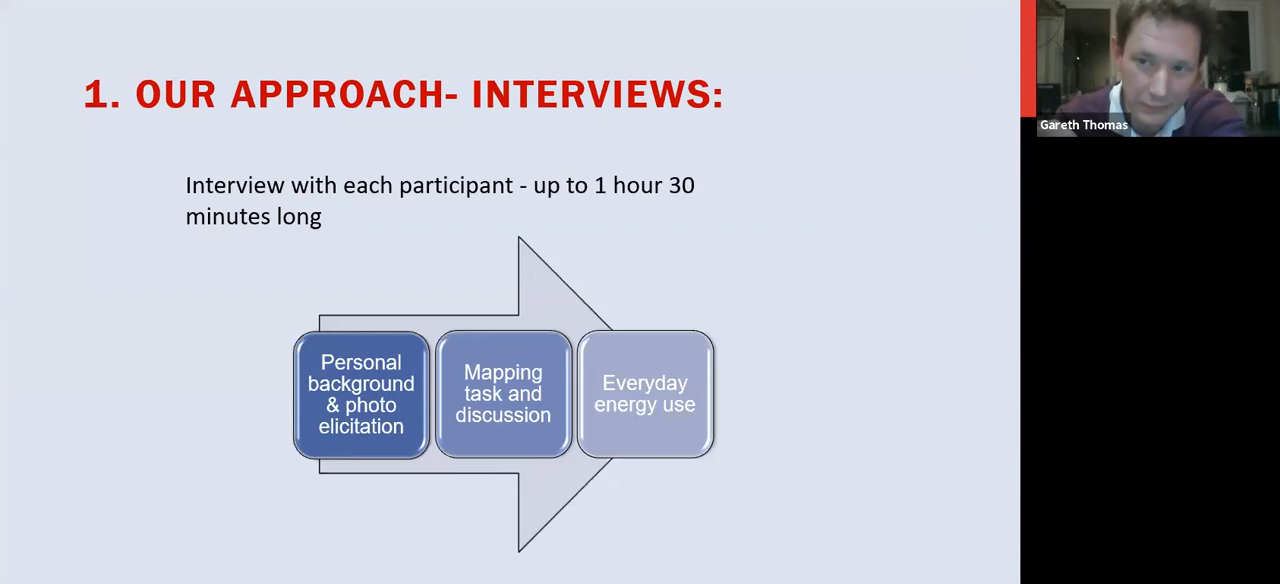 1. OUR APPROACH- INTERVIEWS:
Interview with each participant - up to 1 hour 30
minutes long
Personal
background
& photo
elicitation
Mapping
task and
discussion
Everyday
energy use
Gareth Thomas